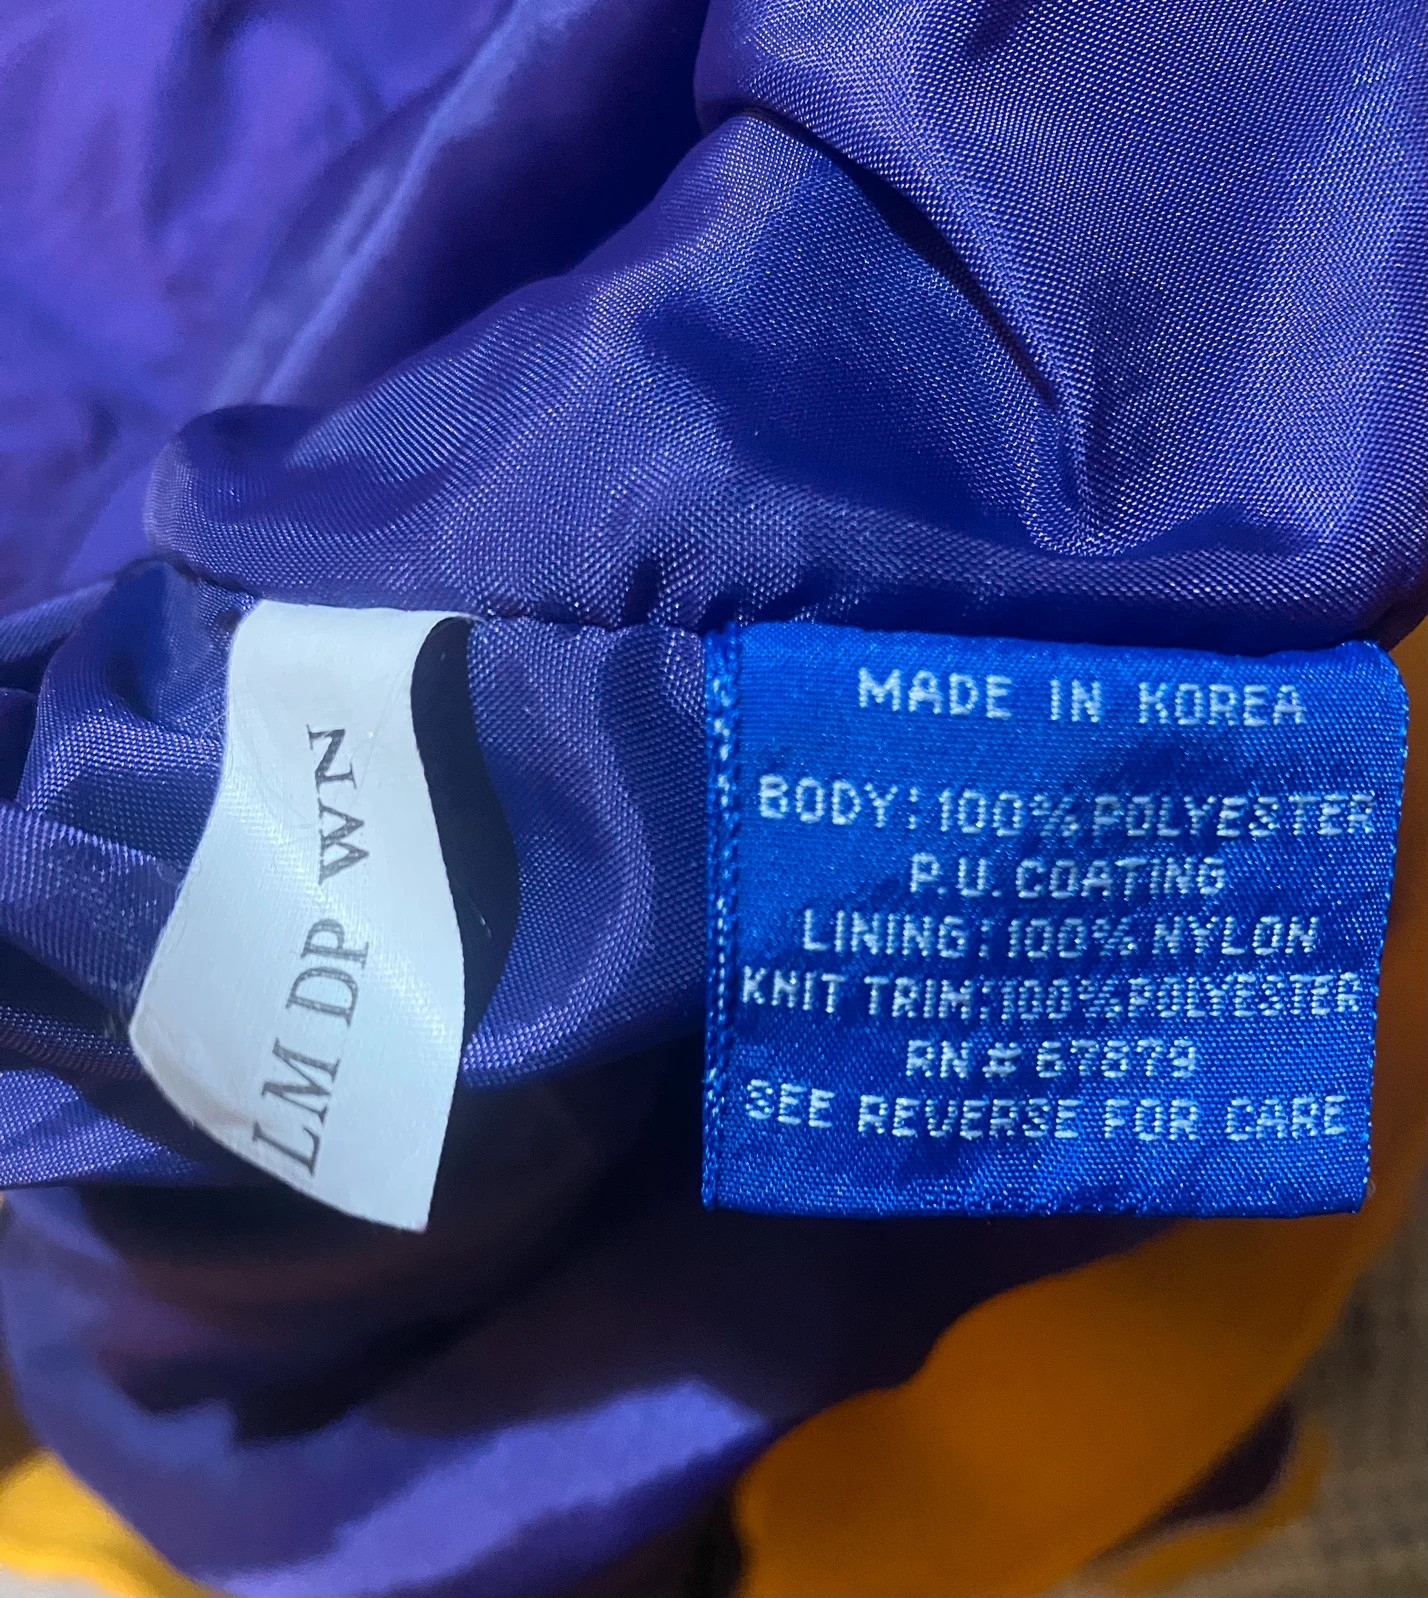 LM DP WN
MADE IN KOREA
BODY: 100% POLYESTER
P.U. COATING
LINING: 100% NYLON
KNIT TRIM: 100% POLYESTER
RN # 67879
SEE REVERSE FOR CARE